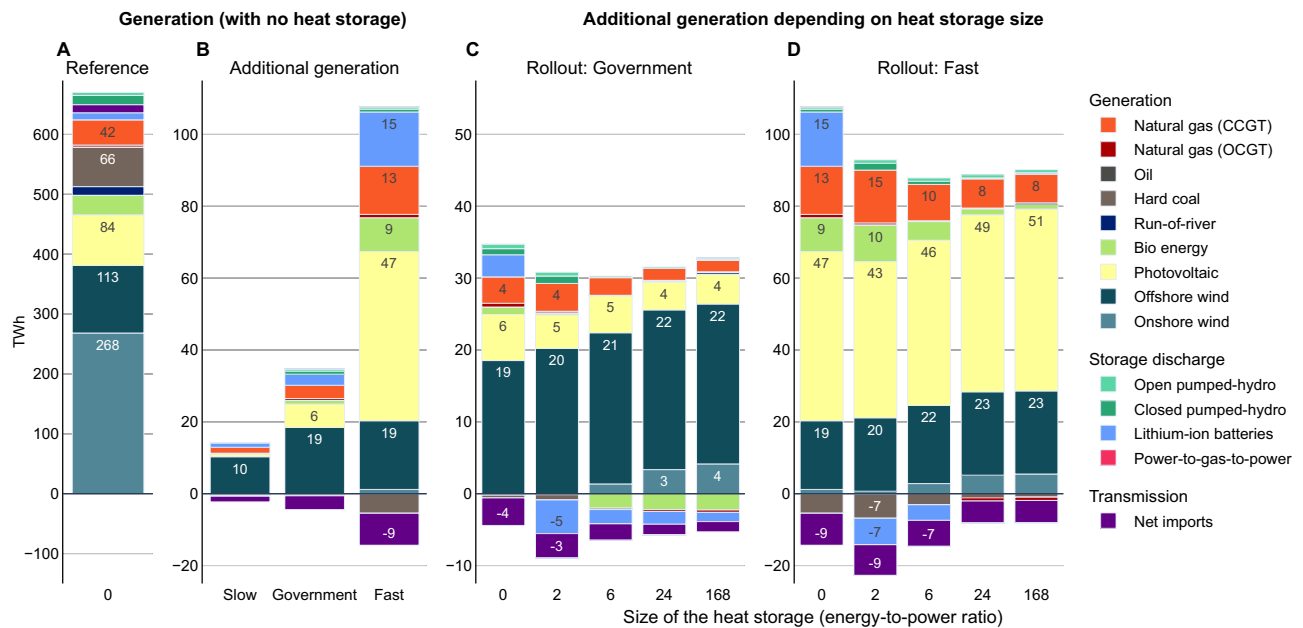 Generation (with no heat storage)
Additional generation depending on heat storage size
A
Reference
B
Additional generation
C
Rollout: Government
D
Rollout: Fast
TWh
600
500
400
300
200
100
0
−100
42
66
84
113
268
0
100
80
60
40
20
0
−20
10
6
19
15
13
9
47
19
-9
Slow
Government
Fast
50
40
30
20
10
0
−10
4
6
19
-4
4
5
20
-5
-3
5
21
4
22
3
4
22
4
0
2
6
24
168
100
80
60
40
20
0
−20
15
13
9
47
19
-9
15
10
43
20
-7
-7
-9
10
46
22
-7
8
49
23
8
51
23
0
2
6
24
168
Size of the heat storage (energy-to-power ratio)
Generation
Natural gas (CCGT)
Natural gas (OCGT)
Oil
Hard coal
Run-of-river
Bio energy
Photovoltaic
Offshore wind
Onshore wind
Storage discharge
Open pumped-hydro
Closed pumped-hydro
Lithium-ion batteries
Power-to-gas-to-power
Transmission
Net imports